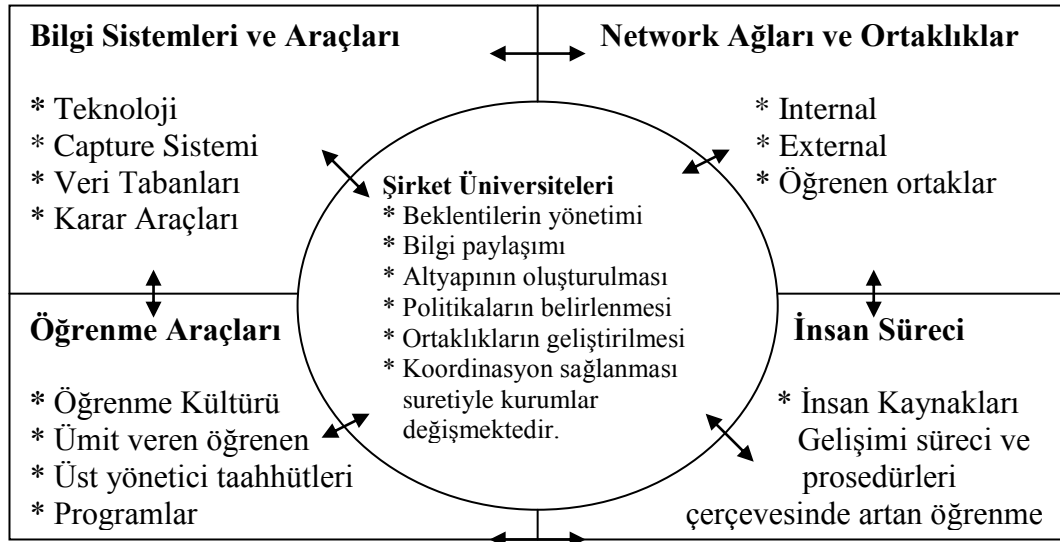 Bilgi Sistemleri ve Araçları
* Teknoloji
* Capture Sistemi
* Veri Tabanları
* Karar Araçları
Network Ağları ve Ortaklıklar
* Internal
* External
* Öğrenen ortaklar
Şirket Üniversiteleri
* Beklentilerin yönetimi
* Bilgi paylaşımı
* Altyapının oluşturulması
* Politikaların belirlenmesi
* Ortaklıkların geliştirilmesi
* Koordinasyon sağlanması
suretiyle kurumlar
değişmektedir.
Öğrenme Araçları
* Öğrenme Kültürü
* Ümit veren öğrenen
* Üst yönetici taahhütleri
* Programlar
İnsan Süreci
* İnsan Kaynakları
Gelişimi süreci ve
prosedürleri
çerçevesinde artan öğrenme